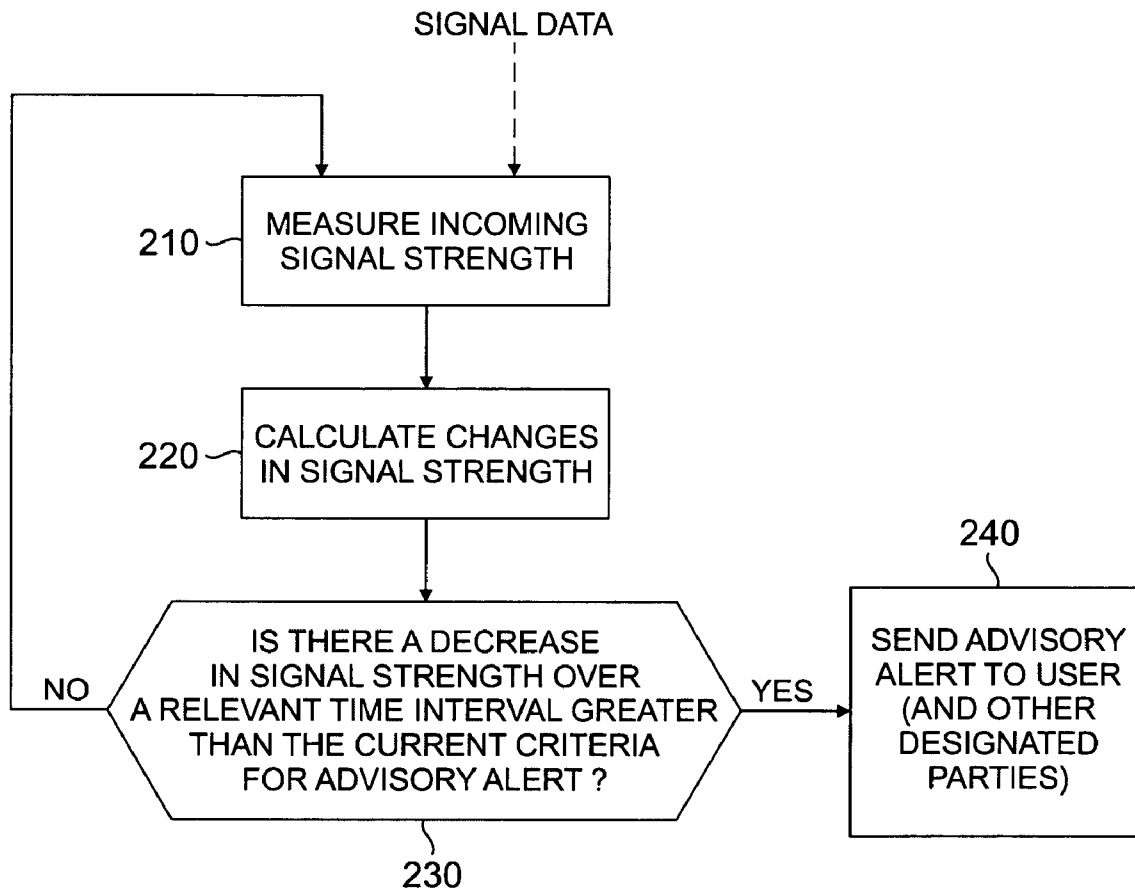 SIGNAL DATA
210
MEASURE INCOMING
SIGNAL STRENGTH
220
CALCULATE CHANGES
IN SIGNAL STRENGTH
240
NO
IS THERE A DECREASE
IN SIGNAL STRENGTH OVER
A RELEVANT TIME INTERVAL GREATER
THAN THE CURRENT CRITERIA
FOR ADVISORY ALERT ?
YES
SEND ADVISORY
ALERT TO USER
(AND OTHER
DESIGNATED
PARTIES)
230